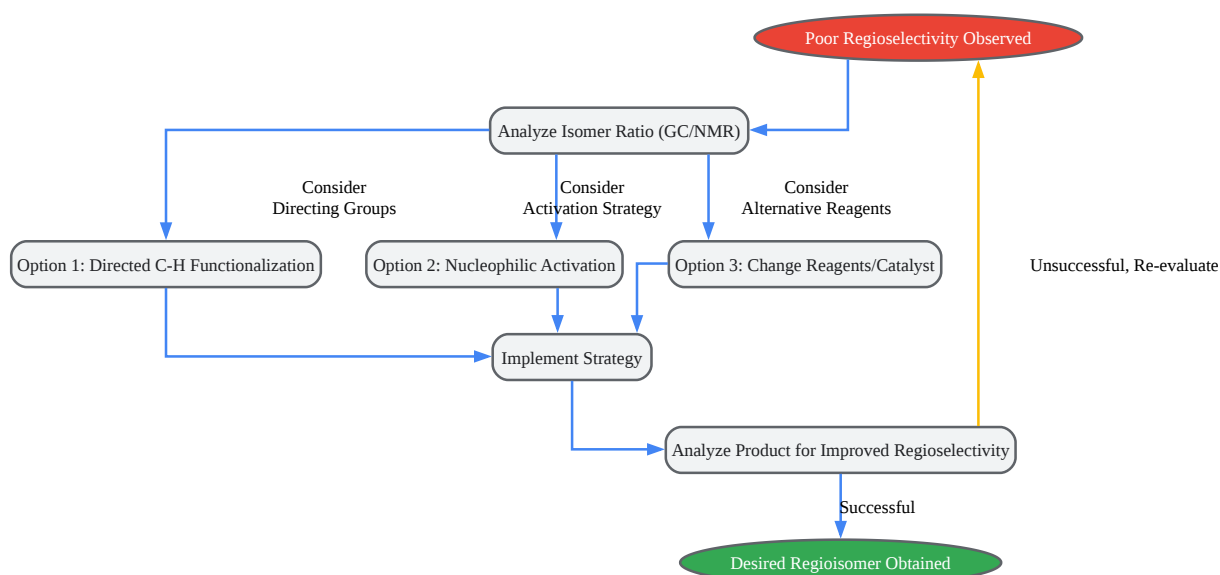 Poor Regioselectivity Observed
Analyze Isomer Ratio (GC/NMR)
Consider
Directing Groups
Consider
Activation Strategy
Consider
Alternative Reagents
Option 1: Directed C-H Functionalization
Option 2: Nucleophilic Activation
Option 3: Change Reagents/Catalyst
Unsuccessful, Re-evaluate
Implement Strategy
Analyze Product for Improved Regioselectivity
Successful
Desired Regioisomer Obtained